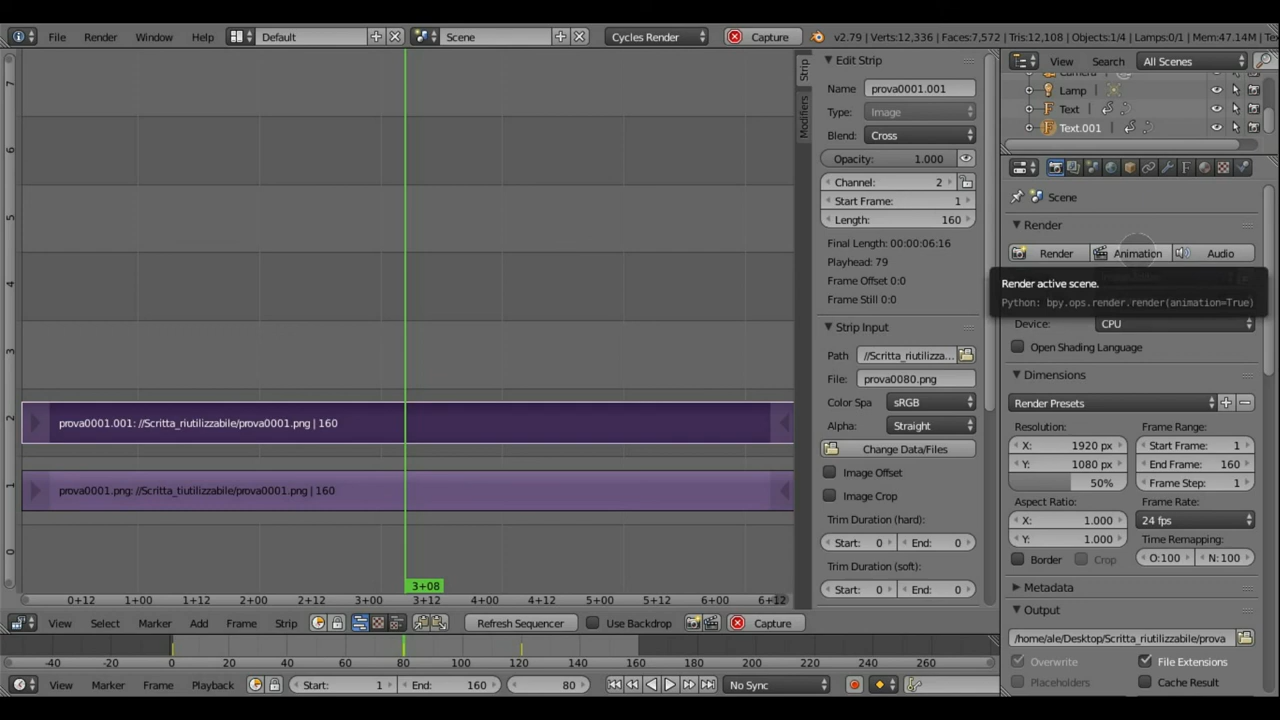 File Render Window Help Default Scene Cycles Render Capture v2.79 | Verts:12,336 | Faces:7,572 | Tris:12,108 | Objects:1/4 | Lamps:0/1 | Mem:47.14M | Te
View Search All Scenes
Camera
Lamp
Text
Text.001
Scene
Render
Render Animation Audio
Render active scene.
Python: bpy.ops.render.render(animation=True)
Device: CPU
Open Shading Language
Dimensions
Render Presets
Resolution: Frame Range:
X: 1920 px Start Frame: 1
Y: 1080 px End Frame: 160
50% Frame Step: 1
Aspect Ratio: Frame Rate:
X: 1.000 24 fps
Y: 1.000 Time Remapping:
Border Crop O:100 N: 100
Metadata
Output
/home/ale/Desktop/Scritta_riutilizzabile/prova
Overwrite File Extensions
Placeholders Cache Result
Strip
Modifiers
Edit Strip
Name prova0001.001
Type: Image
Blend: Cross
Opacity: 1.000
Channel: 2
Start Frame: 1
Length: 160
Final Length: 00:00:06:16
Playhead: 79
Frame Offset 0:0
Frame Still 0:0
Strip Input
Path //Scritta_riutilizza...
File: prova0080.png
Color Spa sRGB
Alpha: Straight
Change Data/Files
Image Offset
Image Crop
Trim Duration (hard):
Start: 0 End: 0
Trim Duration (soft):
Start: 0 End: 0
7
6
5
4
3
2
1
0
prova0001.001: //Scritta_riutilizzabile/prova0001.png | 160
prova0001.png: //Scritta_tiutilizzabile/prova0001.png | 160
3+08
0+12 1+00 1+12 2+00 2+12 3+00 3+12 4+00 4+12 5+00 5+12 6+00 6+12
View Select Marker Add Frame Strip Refresh Sequencer Use Backdrop Capture
-40 -20 0 20 40 60 80 100 120 140 160 180 200 220 240 260
View Marker Frame Playback Start: 1 End: 160 80 No Sync